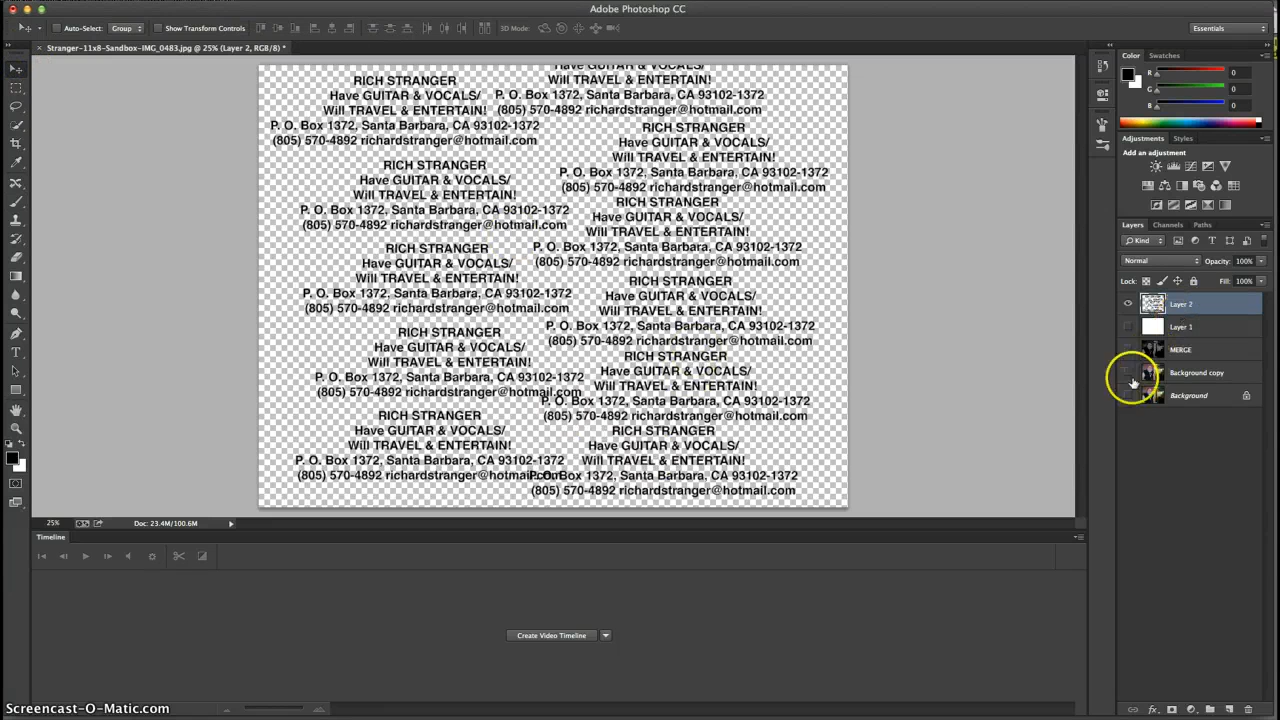 Adobe Photoshop CC
Auto-Select: Group Show Transform Controls 3D Mode: Essentials
× Stranger-11x8-Sandbox-IMG_0483.jpg @ 25% (Layer 2, RGB/8) *
RICH STRANGER
Have GUITAR & VOCALS/
Will TRAVEL & ENTERTAIN!
P. O. Box 1372, Santa Barbara, CA 93102-1372
(805) 570-4892 richardstranger@hotmail.com
RICH STRANGER
Have GUITAR & VOCALS/
Will TRAVEL & ENTERTAIN!
P. O. Box 1372, Santa Barbara, CA 93102-1372
(805) 570-4892 richardstranger@hotmail.com
RICH STRANGER
Have GUITAR & VOCALS/
Will TRAVEL & ENTERTAIN!
P. O. Box 1372, Santa Barbara, CA 93102-1372
(805) 570-4892 richardstranger@hotmail.com
RICH STRANGER
Have GUITAR & VOCALS/
Will TRAVEL & ENTERTAIN!
P. O. Box 1372, Santa Barbara, CA 93102-1372
(805) 570-4892 richardstranger@hotmail.com
RICH STRANGER
Have GUITAR & VOCALS/
Will TRAVEL & ENTERTAIN!
P. O. Box 1372, Santa Barbara, CA 93102-1372
(805) 570-4892 richardstranger@hotmail.com
Have GUITAR & VOCALS/
Will TRAVEL & ENTERTAIN!
P. O. Box 1372, Santa Barbara, CA 93102-1372
(805) 570-4892 richardstranger@hotmail.com
RICH STRANGER
Have GUITAR & VOCALS/
Will TRAVEL & ENTERTAIN!
P. O. Box 1372, Santa Barbara, CA 93102-1372
(805) 570-4892 richardstranger@hotmail.com
RICH STRANGER
Have GUITAR & VOCALS/
Will TRAVEL & ENTERTAIN!
P. O. Box 1372, Santa Barbara, CA 93102-1372
(805) 570-4892 richardstranger@hotmail.com
RICH STRANGER
Have GUITAR & VOCALS/
Will TRAVEL & ENTERTAIN!
P. O. Box 1372, Santa Barbara, CA 93102-1372
(805) 570-4892 richardstranger@hotmail.com
RICH STRANGER
Have GUITAR & VOCALS/
Will TRAVEL & ENTERTAIN!
P. O. Box 1372, Santa Barbara, CA 93102-1372
(805) 570-4892 richardstranger@hotmail.com
RICH STRANGER
Have GUITAR & VOCALS/
Will TRAVEL & ENTERTAIN!
P. O. Box 1372, Santa Barbara, CA 93102-1372
(805) 570-4892 richardstranger@hotmail.com
Color Swatches
R 0
G 0
B 0
Adjustments Styles
Add an adjustment
Layers Channels Paths
Kind
Normal Opacity: 100%
Lock: Fill: 100%
Layer 2
Layer 1
MERGE
Background copy
Background
25% Doc: 23.4M/100.6M
Timeline
Create Video Timeline
Screencast-O-Matic.com